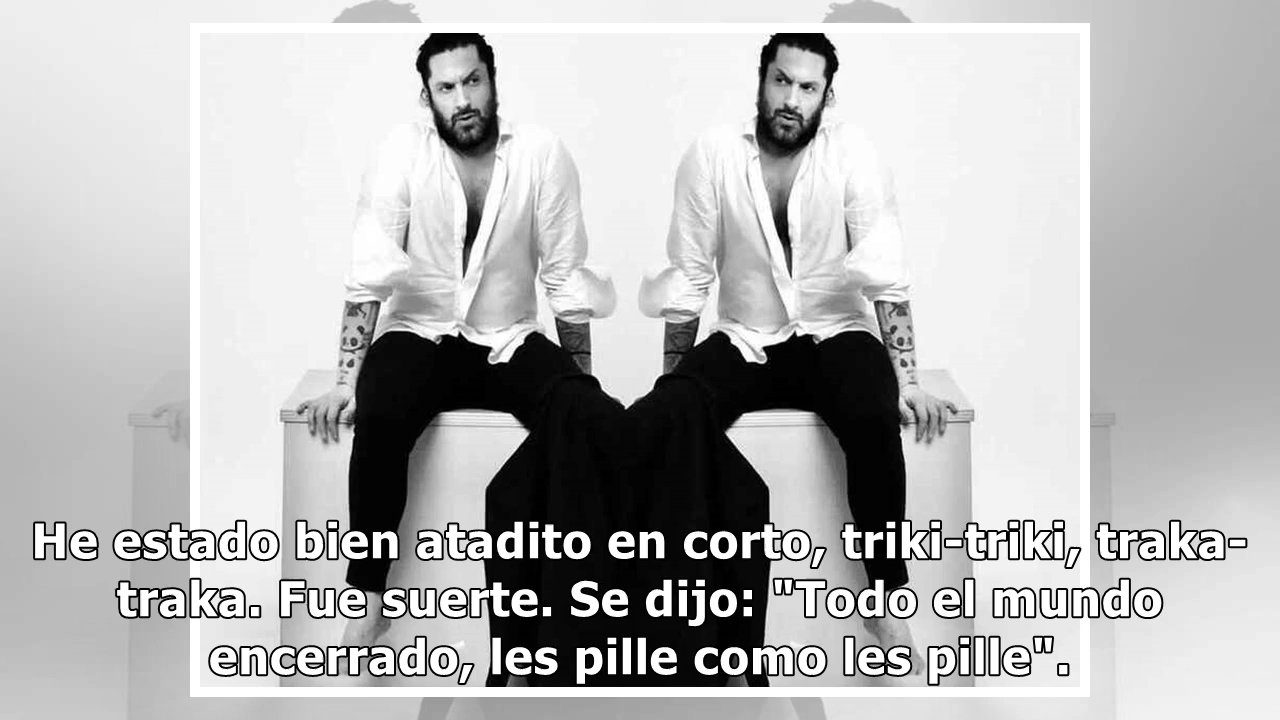 He estado bien atadito en corto, triki-triki, traka-
traka. Fue suerte. Se dijo: "Todo el mundo
encerrado, les pille como les pille".